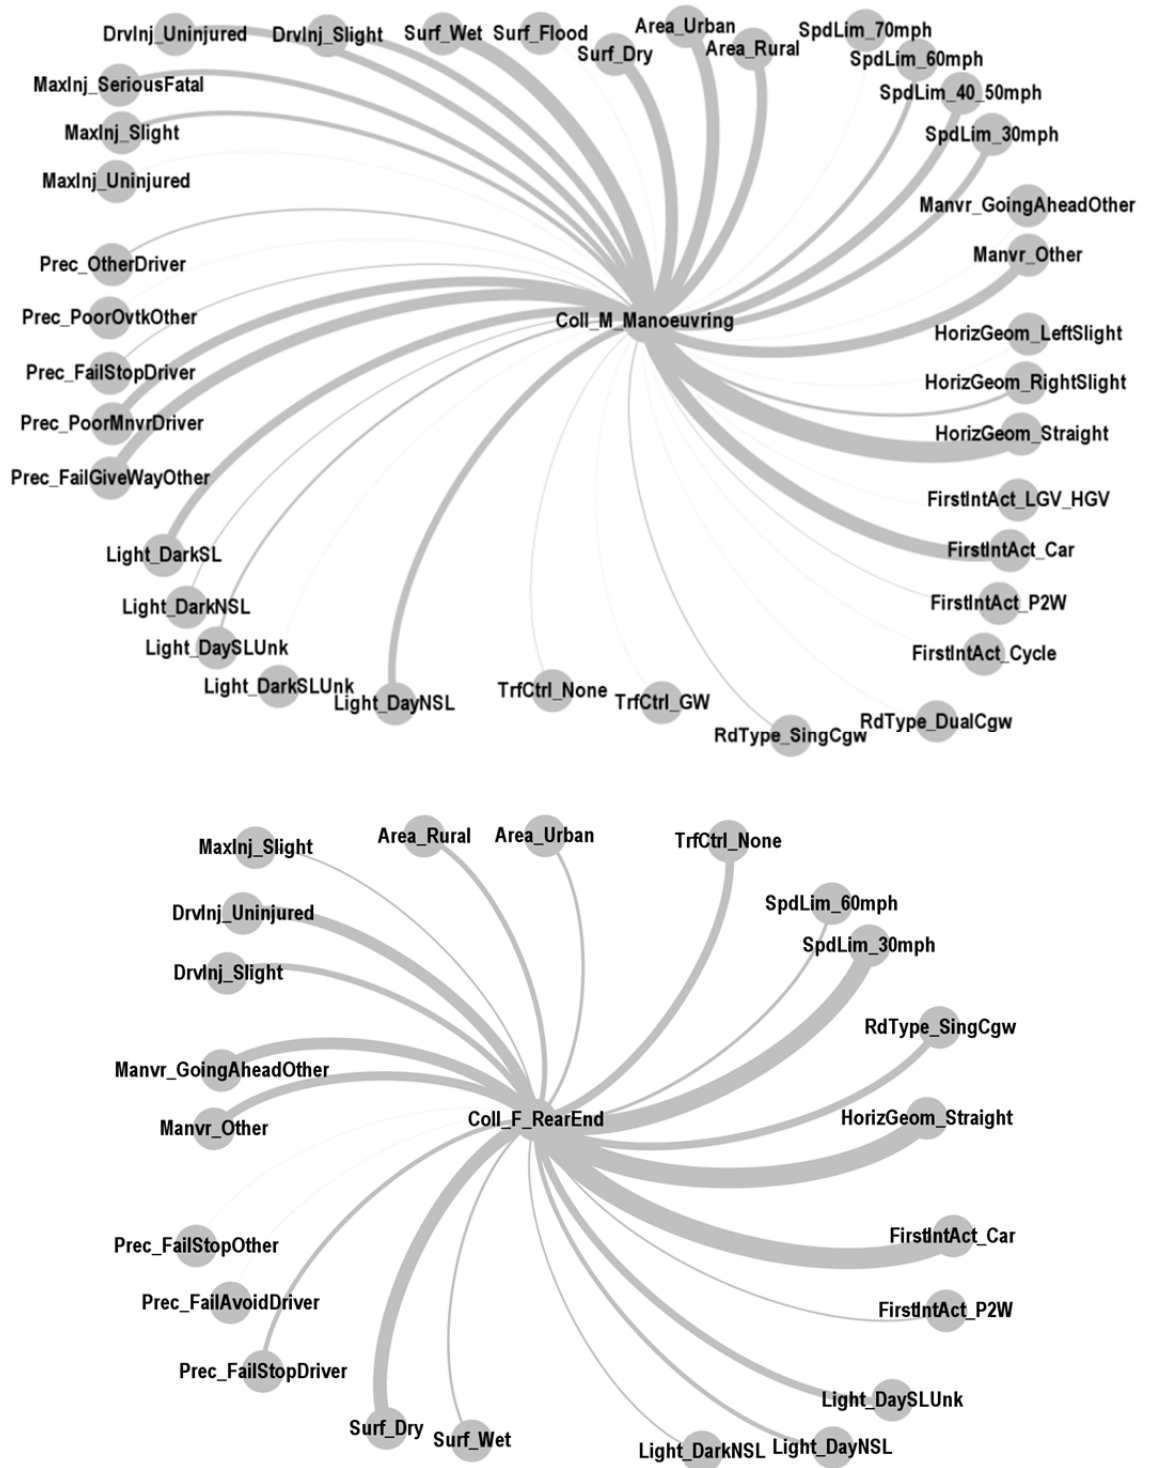 DrvInj_Uninjured
DrvInj_Slight
Surf_Wet
Surf_Flood
Surf_Dry
Area_Urban
Area_Rural
SpdLim_70mph
SpdLim_60mph
SpdLim_40_50mph
SpdLim_30mph
MaxInj_SeriousFatal
MaxInj_Slight
MaxInj_Uninjured
Manvr_GoingAheadOther
Manvr_Other
Prec_OtherDriver
Prec_PoorOvtkOther
Prec_FailStopDriver
Prec_PoorMnvrDriver
Prec_FailGiveWayOther
Coll_M_Manoeuvring
HorizGeom_LeftSlight
HorizGeom_RightSlight
HorizGeom_Straight
FirstIntAct_LGV_HGV
FirstIntAct_Car
FirstIntAct_P2W
FirstIntAct_Cycle
Light_DarkSL
Light_DarkNSL
Light_DaySLUnk
Light_DarkSLUnk
Light_DayNSL
TrfCtrl_None
TrfCtrl_GW
RdType_SingCgw
RdType_DualCgw
MaxInj_Slight
Area_Rural
Area_Urban
TrfCtrl_None
SpdLim_60mph
SpdLim_30mph
DrvInj_Uninjured
DrvInj_Slight
RdType_SingCgw
Manvr_GoingAheadOther
Manvr_Other
Coll_F_RearEnd
HorizGeom_Straight
Prec_FailStopOther
Prec_FailAvoidDriver
Prec_FailStopDriver
FirstIntAct_Car
FirstIntAct_P2W
Surf_Dry
Surf_Wet
Light_DaySLUnk
Light_DarkNSL
Light_DayNSL